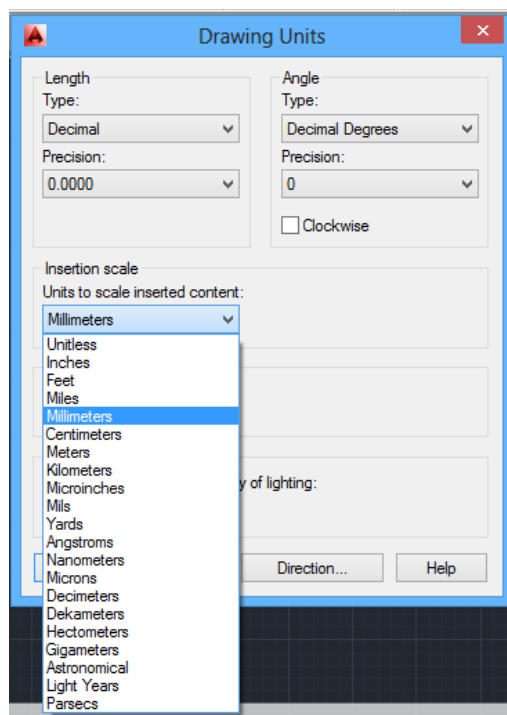 Drawing Units
Length
Type:
Decimal
Precision:
0.0000
Angle
Type:
Decimal Degrees
Precision:
0
Clockwise
Insertion scale
Units to scale inserted content:
Millimeters
Unitless
Inches
Feet
Miles
Millimeters
Centimeters
Meters
Kilometers
Microinches
Mils
Yards
Angstroms
Nanometers
Microns
Decimeters
Dekameters
Hectometers
Gigameters
Astronomical
Light Years
Parsecs
y of lighting:
Direction...
Help